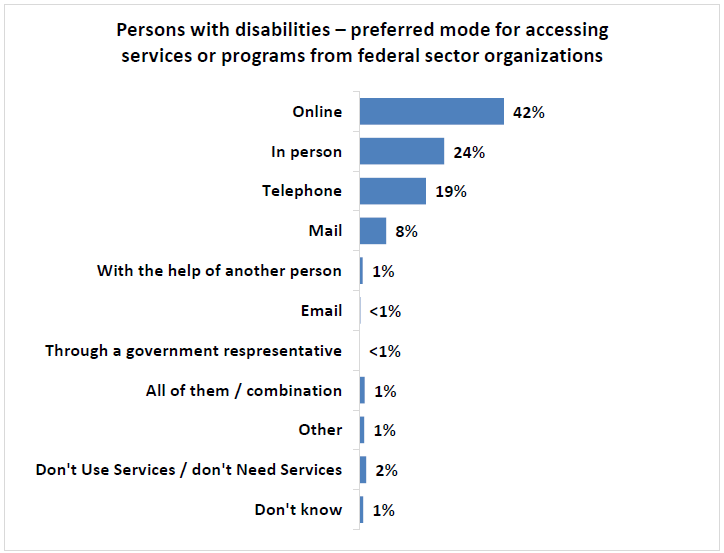 Persons with disabilities – preferred mode for accessing
services or programs from federal sector organizations
Online 42%
In person 24%
Telephone 19%
Mail 8%
With the help of another person 1%
Email <1%
Through a government respresentative <1%
All of them / combination 1%
Other 1%
Don't Use Services / don't Need Services 2%
Don't know 1%